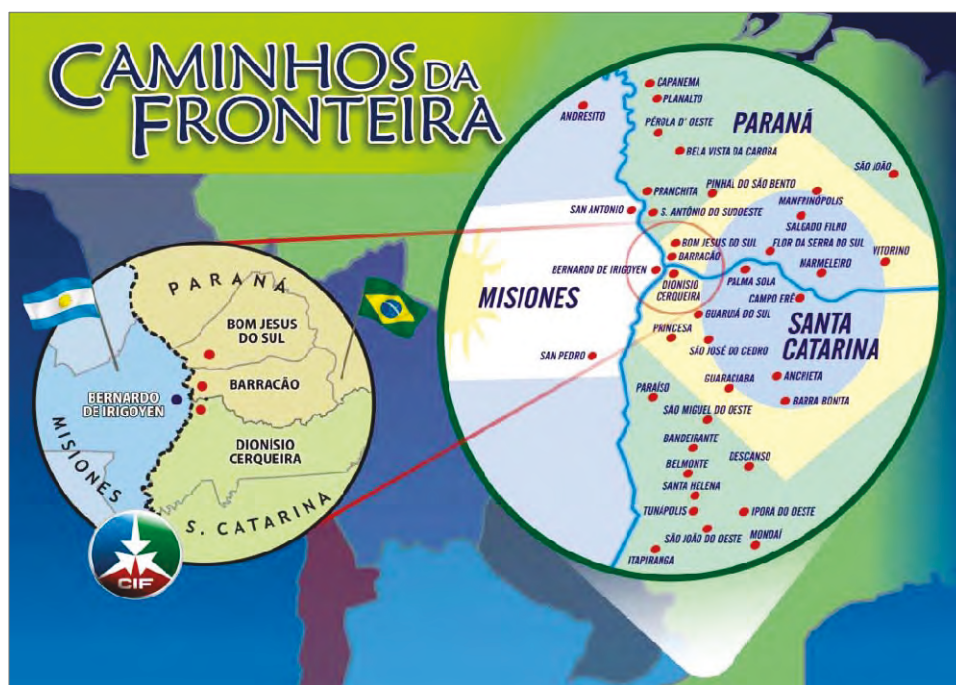 CAMINHOS DA
FRONTEIRA
PARANÁ
BOM JESUS
DO SUL
BARRACÃO
BERNARDO
DE IRIGOYEN
DIONÍSIO
CERQUEIRA
MISIONES
S. CATARINA
CIF
CAPANEMA
PLANALTO
ANDRESITO
PÉROLA D' OESTE
PARANÁ
BELA VISTA DA CAROBA
SÃO JOÃO
PRANCHITA
PINHAL DO SÃO BENTO
MANFRINÓPOLIS
SAN ANTONIO
S. ANTÔNIO DO SUDOESTE
SALGADO FILHO
BOM JESUS DO SUL
FLOR DA SERRA DO SUL
VITORINO
BARRACÃO
BERNARDO DE IRIGOYEN
DIONÍSIO
CERQUEIRA
PALMA SOLA
MARMELEIRO
MISIONES
CAMPO ERÊ
GUARUJÁ DO SUL
SANTA
CATARINA
PRINCESA
SÃO JOSÉ DO CEDRO
SAN PEDRO
GUARACIABA
ANCHIETA
PARAÍSO
BARRA BONITA
SÃO MIGUEL DO OESTE
BANDEIRANTE
BELMONTE
DESCANSO
SANTA HELENA
TUNÁPOLIS
IPORÃ DO OESTE
SÃO JOÃO DO OESTE
MONDAÍ
ITAPIRANGA